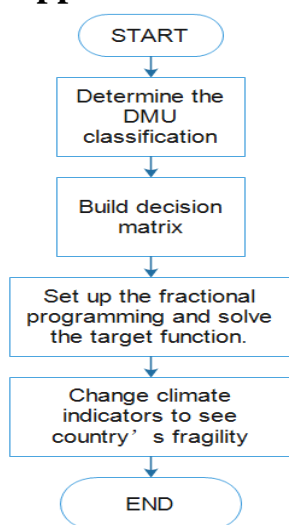 START
Determine the
DMU
classification
Build decision
matrix
Set up the fractional
programming and solve
the target function.
Change climate
indicators to see
country’s fragility
END